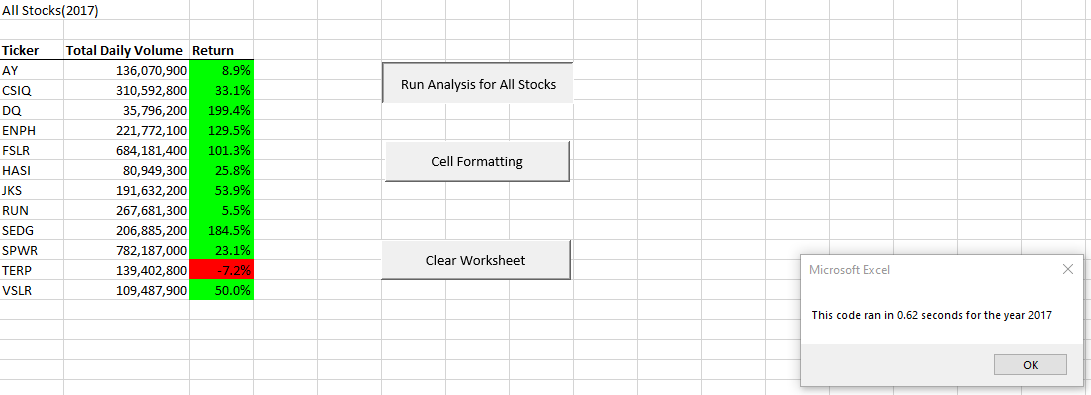 All Stocks(2017)
Ticker Total Daily Volume Return
AY 136,070,900 8.9%
CSIQ 310,592,800 33.1%
DQ 35,796,200 199.4%
ENPH 221,772,100 129.5%
FSLR 684,181,400 101.3%
HASI 80,949,300 25.8%
JKS 191,632,200 53.9%
RUN 267,681,300 5.5%
SEDG 206,885,200 184.5%
SPWR 782,187,000 23.1%
TERP 139,402,800 -7.2%
VSLR 109,487,900 50.0%
Run Analysis for All Stocks
Cell Formatting
Clear Worksheet
Microsoft Excel
This code ran in 0.62 seconds for the year 2017
OK